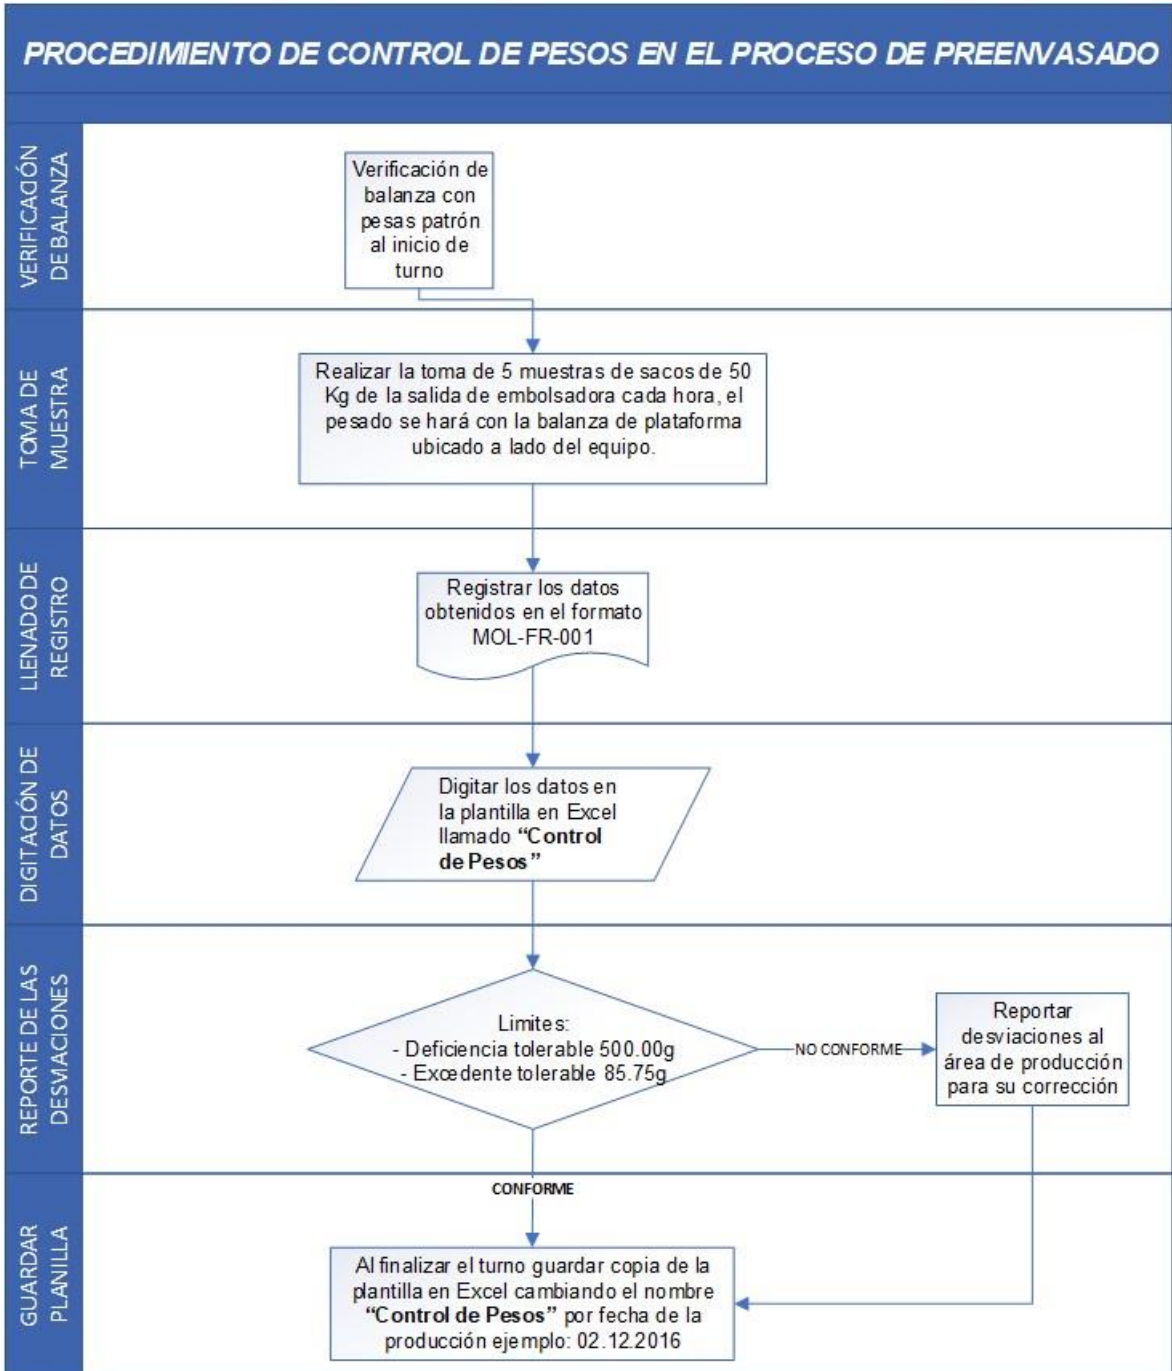 PROCEDIMIENTO DE CONTROL DE PESOS EN EL PROCESO DE PREENVASADO
VERIFICACIÓN
DE BALANZA
Verificación de
balanza con
pesas patrón
al inicio de
turno
TOMA DE
MUESTRA
Realizar la toma de 5 muestras de sacos de 50
Kg de la salida de embolsadora cada hora, el
pesado se hará con la balanza de plataforma
ubicado a lado del equipo.
LLENADO DE
REGISTRO
Registrar los datos
obtenidos en el formato
MOL-FR-001
DIGITACIÓN DE
DATOS
Digitar los datos en
la plantilla en Excel
llamado “Control
de Pesos”
REPORTE DE LAS
DESVIACIONES
Limites:
- Deficiencia tolerable 500.00g
- Excedente tolerable 85.75g
NO CONFORME
Reportar
desviaciones al
área de producción
para su corrección
CONFORME
GUARDAR
PLANILLA
Al finalizar el turno guardar copia de la
plantilla en Excel cambiando el nombre
“Control de Pesos” por fecha de la
producción ejemplo: 02.12.2016